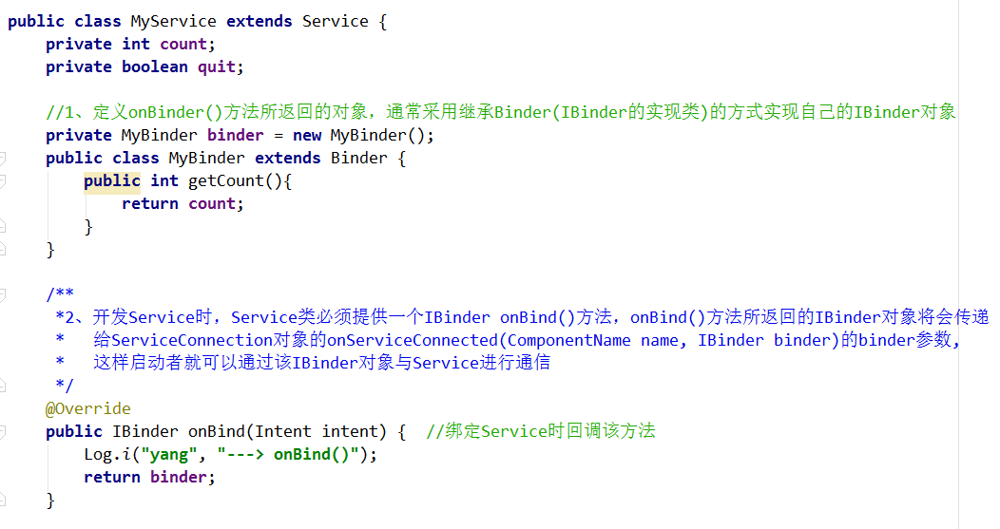 public class MyService extends Service {
    private int count;
    private boolean quit;

    //1、定义onBinder()方法所返回的对象，通常采用继承Binder(IBinder的实现类)的方式实现自己的IBinder对象
    private MyBinder binder = new MyBinder();
    public class MyBinder extends Binder {
        public int getCount(){
            return count;
        }
    }

    /**
     *2、开发Service时，Service类必须提供一个IBinder onBind()方法，onBind()方法所返回的IBinder对象将会传递
     *   给ServiceConnection对象的onServiceConnected(ComponentName name, IBinder binder)的binder参数,
     *   这样启动者就可以通过该IBinder对象与Service进行通信
     */
    @Override
    public IBinder onBind(Intent intent) {  //绑定Service时回调该方法
        Log.i("yang", "---> onBind()");
        return binder;
    }